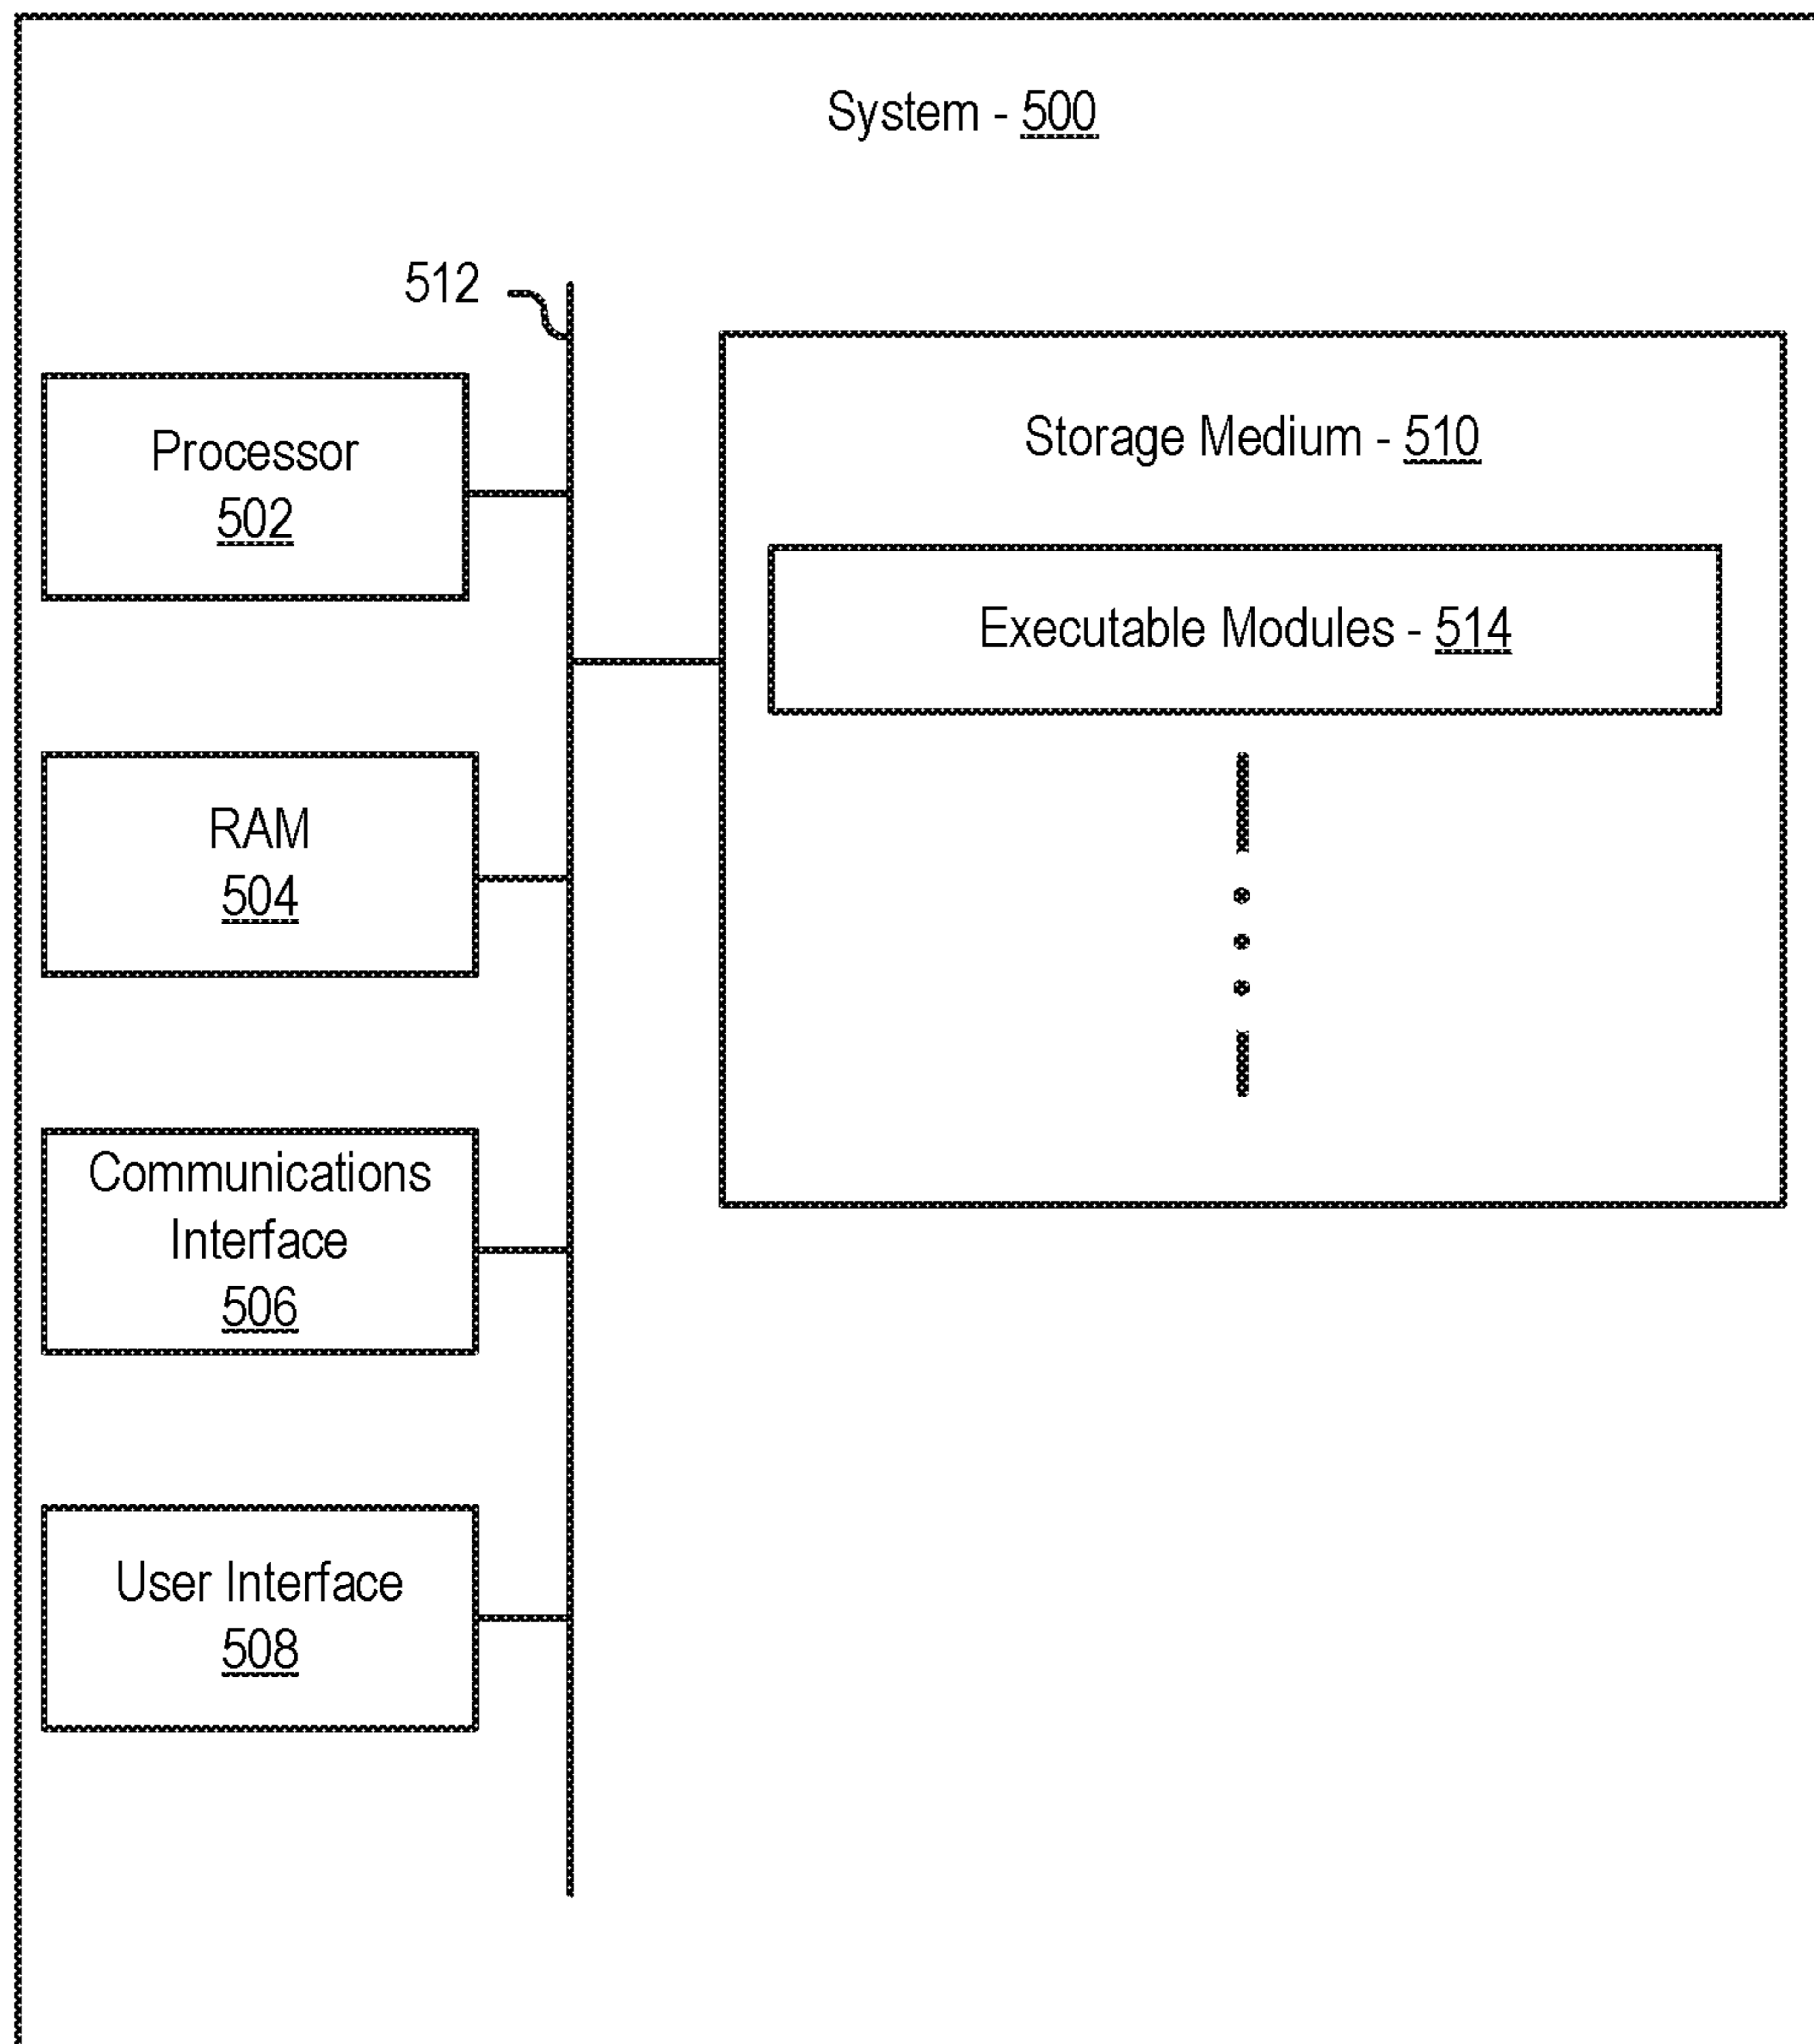 System - 500
512
Processor
502
Storage Medium - 510
Executable Modules - 514
RAM
504
Communications
Interface
506
User Interface
508